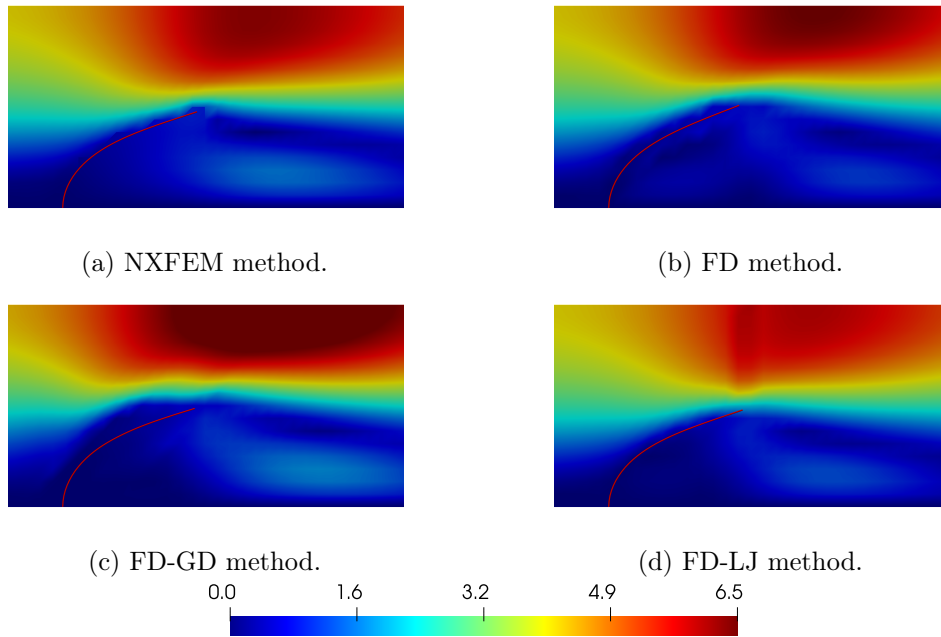 (a) NXFEM method.
(b) FD method.
(c) FD-GD method.
(d) FD-LJ method.
0.0 1.6 3.2 4.9 6.5